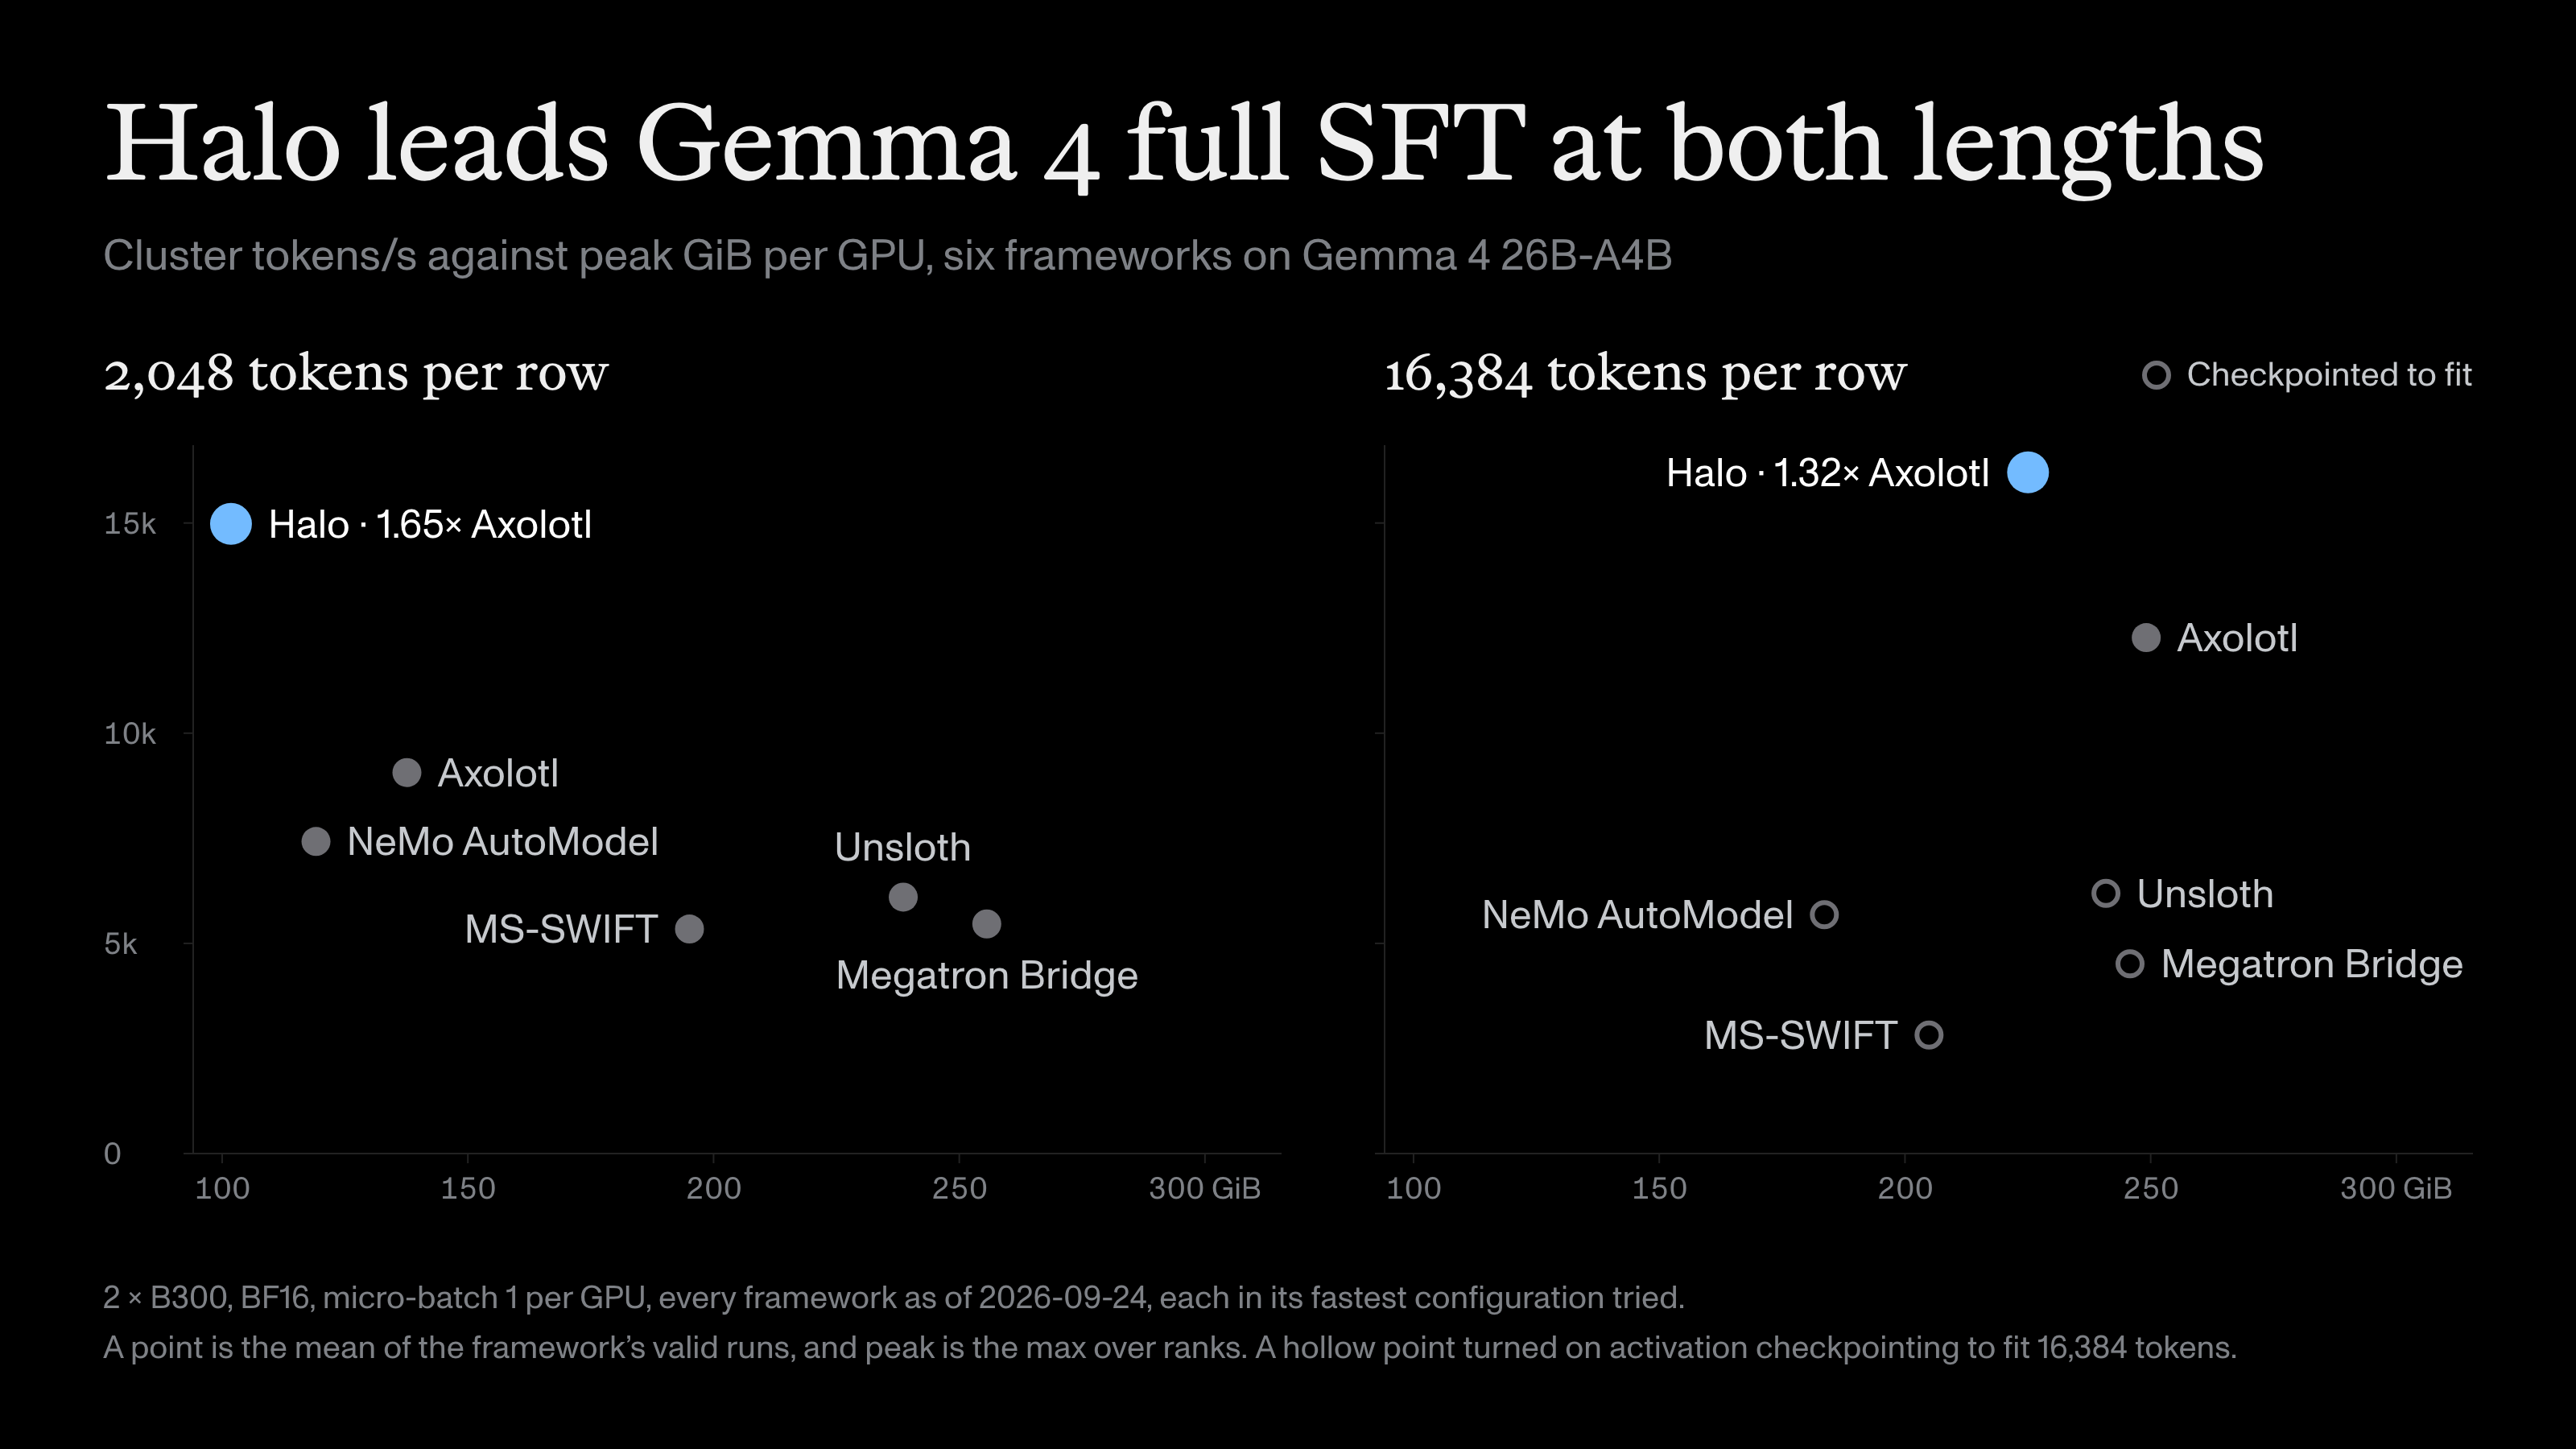 Halo leads Gemma 4 full SFT at both lengths
Cluster tokens/s against peak GiB per GPU, six frameworks on Gemma 4 26B-A4B
2,048 tokens per row
15k
10k
5k
0
Halo · 1.65× Axolotl
Axolotl
NeMo AutoModel
Unsloth
MS-SWIFT
Megatron Bridge
100 150 200 250 300 GiB
16,384 tokens per row
Checkpointed to fit
Halo · 1.32× Axolotl
Axolotl
Unsloth
NeMo AutoModel
Megatron Bridge
MS-SWIFT
100 150 200 250 300 GiB
2 × B300, BF16, micro-batch 1 per GPU, every framework as of 2026-09-24, each in its fastest configuration tried.
A point is the mean of the framework’s valid runs, and peak is the max over ranks. A hollow point turned on activation checkpointing to fit 16,384 tokens.